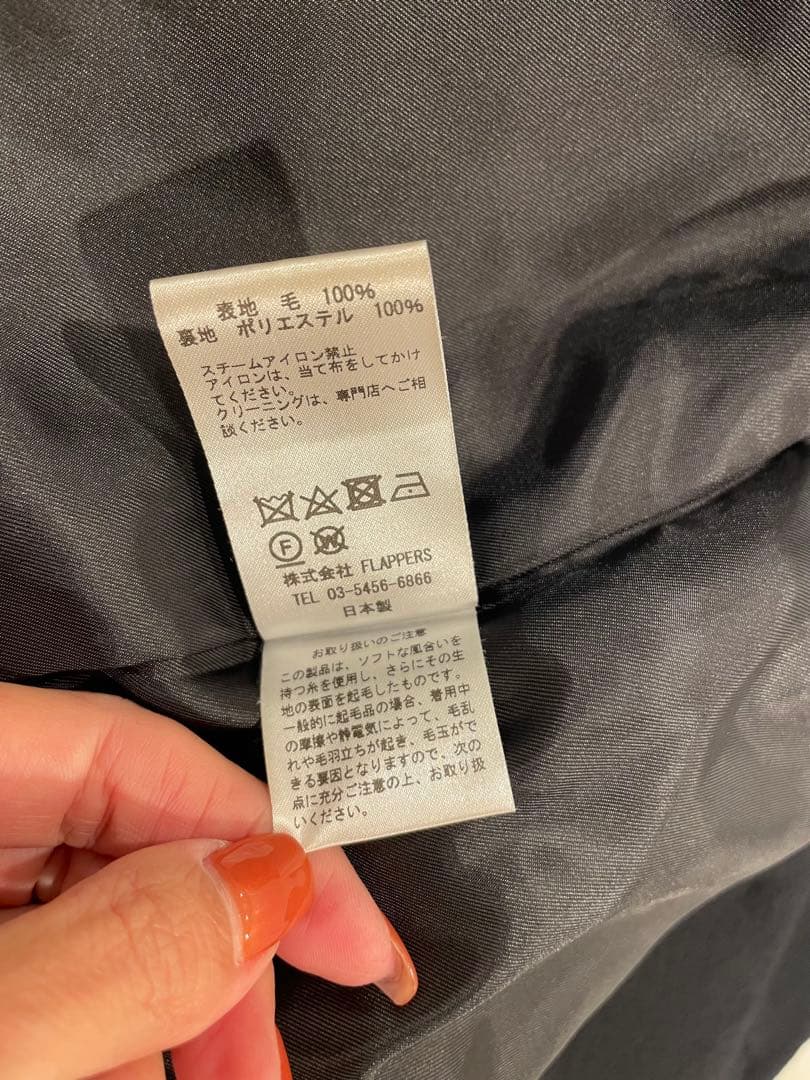 表地 毛 100%
裏地 ポリエステル 100%
スチームアイロン禁止
アイロンは、当て布をしてかけ
てください。
クリーニングは、専門店へご相
談ください。
F W
株式会社 FLAPPERS
TEL 03-5456-6866
日本製
お取り扱いのご注意
この製品は、ソフトな風合いを
持つ糸を使用し、さらにその生
地の表面を起毛したものです。
一般的に起毛品の場合、着用中
の摩擦や静電気によって、毛乱
れや毛羽立ちが起き、毛玉がで
きる要因となりますので、次の
点に充分ご注意の上、お取り扱
いください。